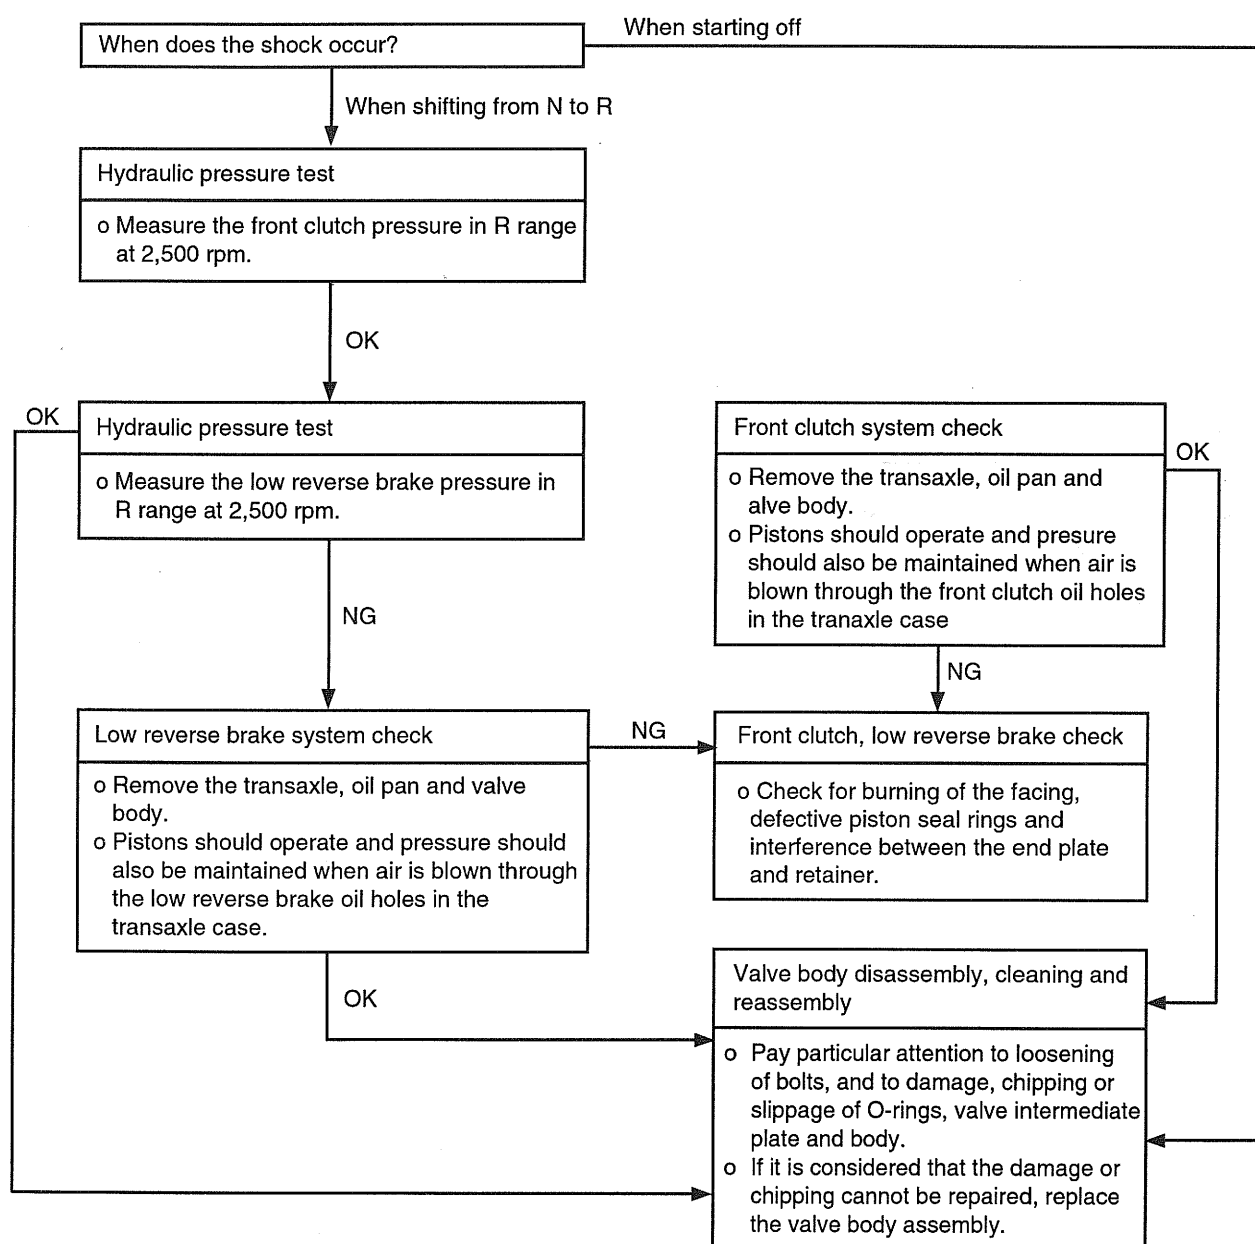 When does the shock occur?
When starting off
When shifting from N to R
Hydraulic pressure test
o Measure the front clutch pressure in R range
at 2,500 rpm.
OK
OK
Hydraulic pressure test
o Measure the low reverse brake pressure in
R range at 2,500 rpm.
NG
Front clutch system check
OK
o Remove the transaxle, oil pan and
alve body.
o Pistons should operate and presure
should also be maintained when air is
blown through the front clutch oil holes
in the tranaxle case
NG
Low reverse brake system check
o Remove the transaxle, oil pan and valve
body.
o Pistons should operate and pressure should
also be maintained when air is blown through
the low reverse brake oil holes in the
transaxle case.
NG
Front clutch, low reverse brake check
o Check for burning of the facing,
defective piston seal rings and
interference between the end plate
and retainer.
OK
Valve body disassembly, cleaning and
reassembly
o Pay particular attention to loosening
of bolts, and to damage, chipping or
slippage of O-rings, valve intermediate
plate and body.
o If it is considered that the damage or
chipping cannot be repaired, replace
the valve body assembly.